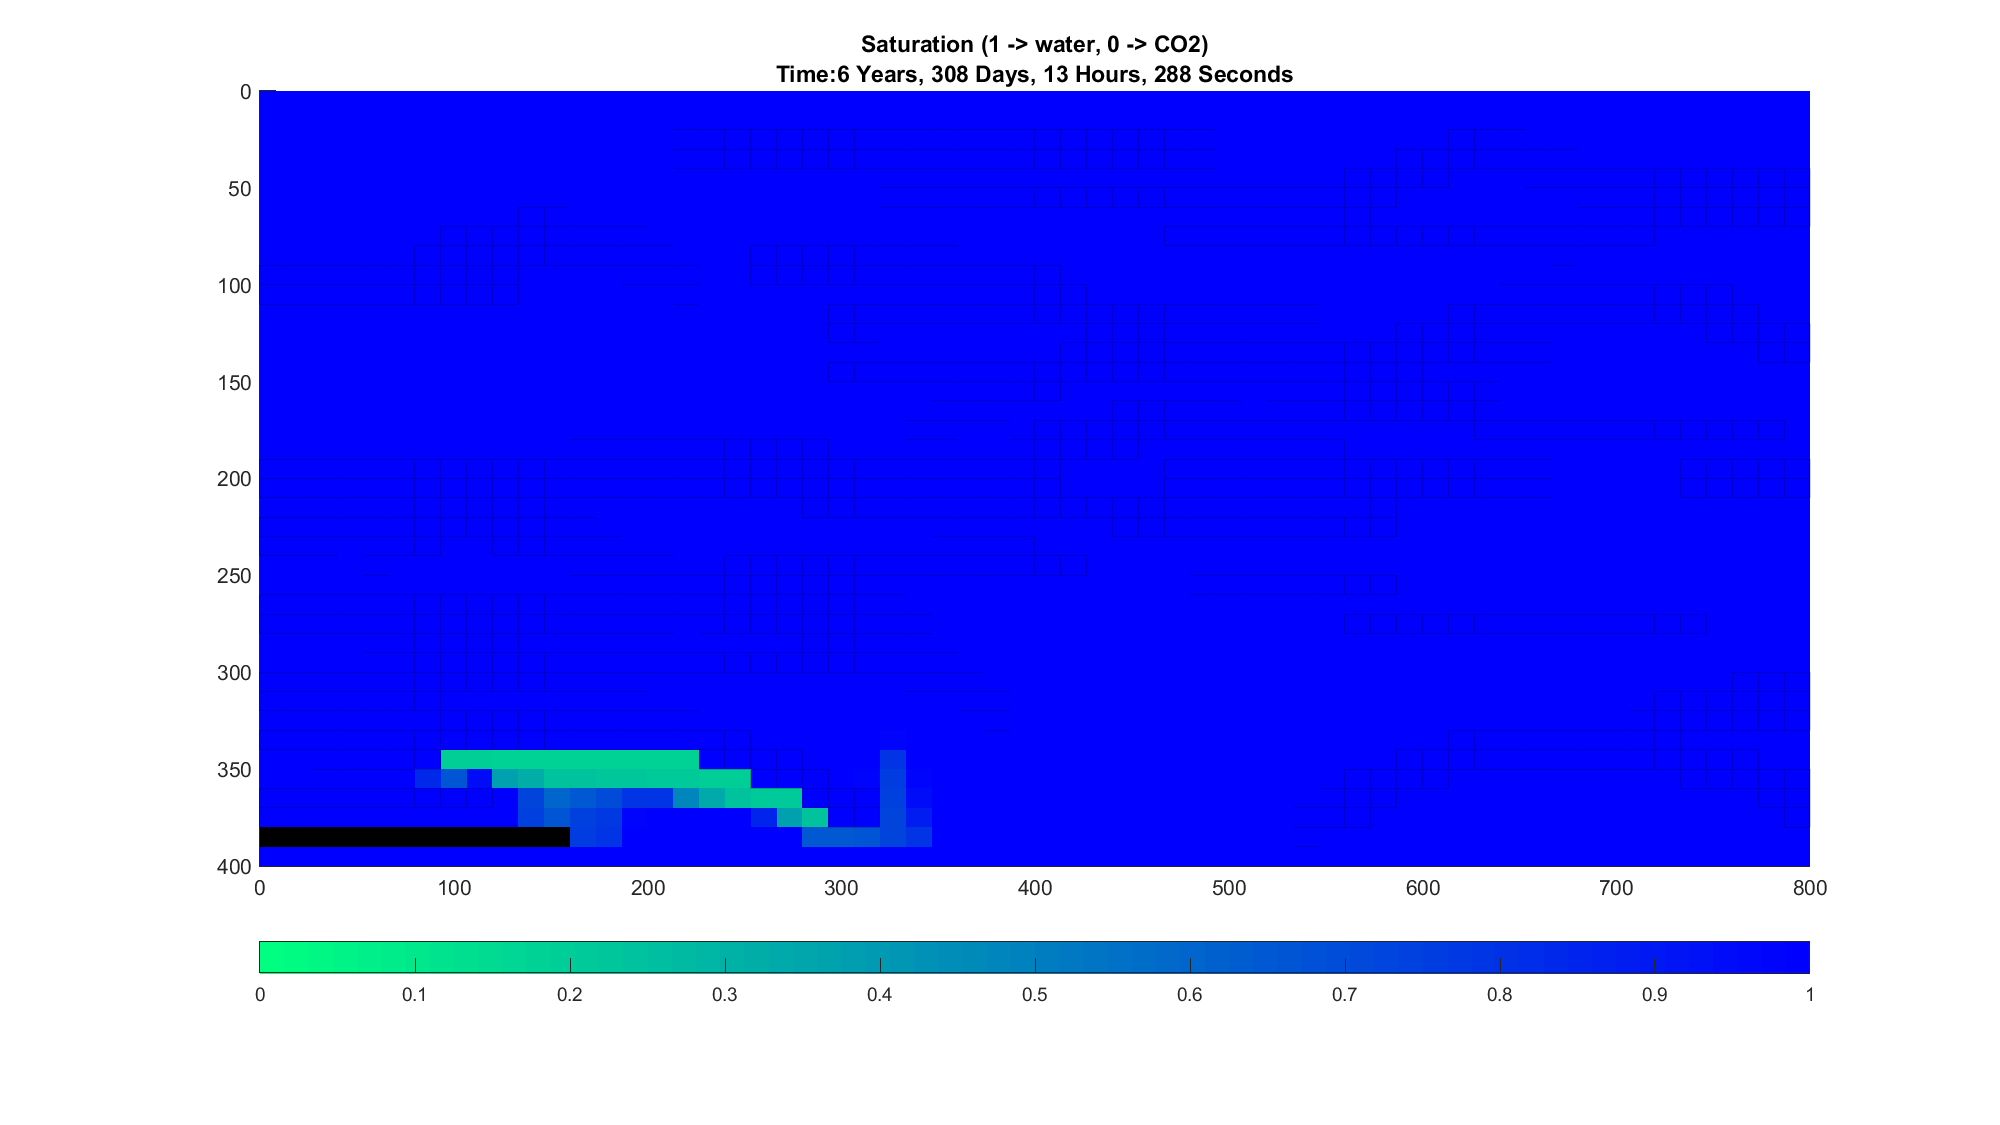 Saturation (1 -> water, 0 -> CO2)
Time:6 Years, 308 Days, 13 Hours, 288 Seconds
0
50
100
150
200
250
300
350
400
0 100 200 300 400 500 600 700 800
0 0.1 0.2 0.3 0.4 0.5 0.6 0.7 0.8 0.9 1